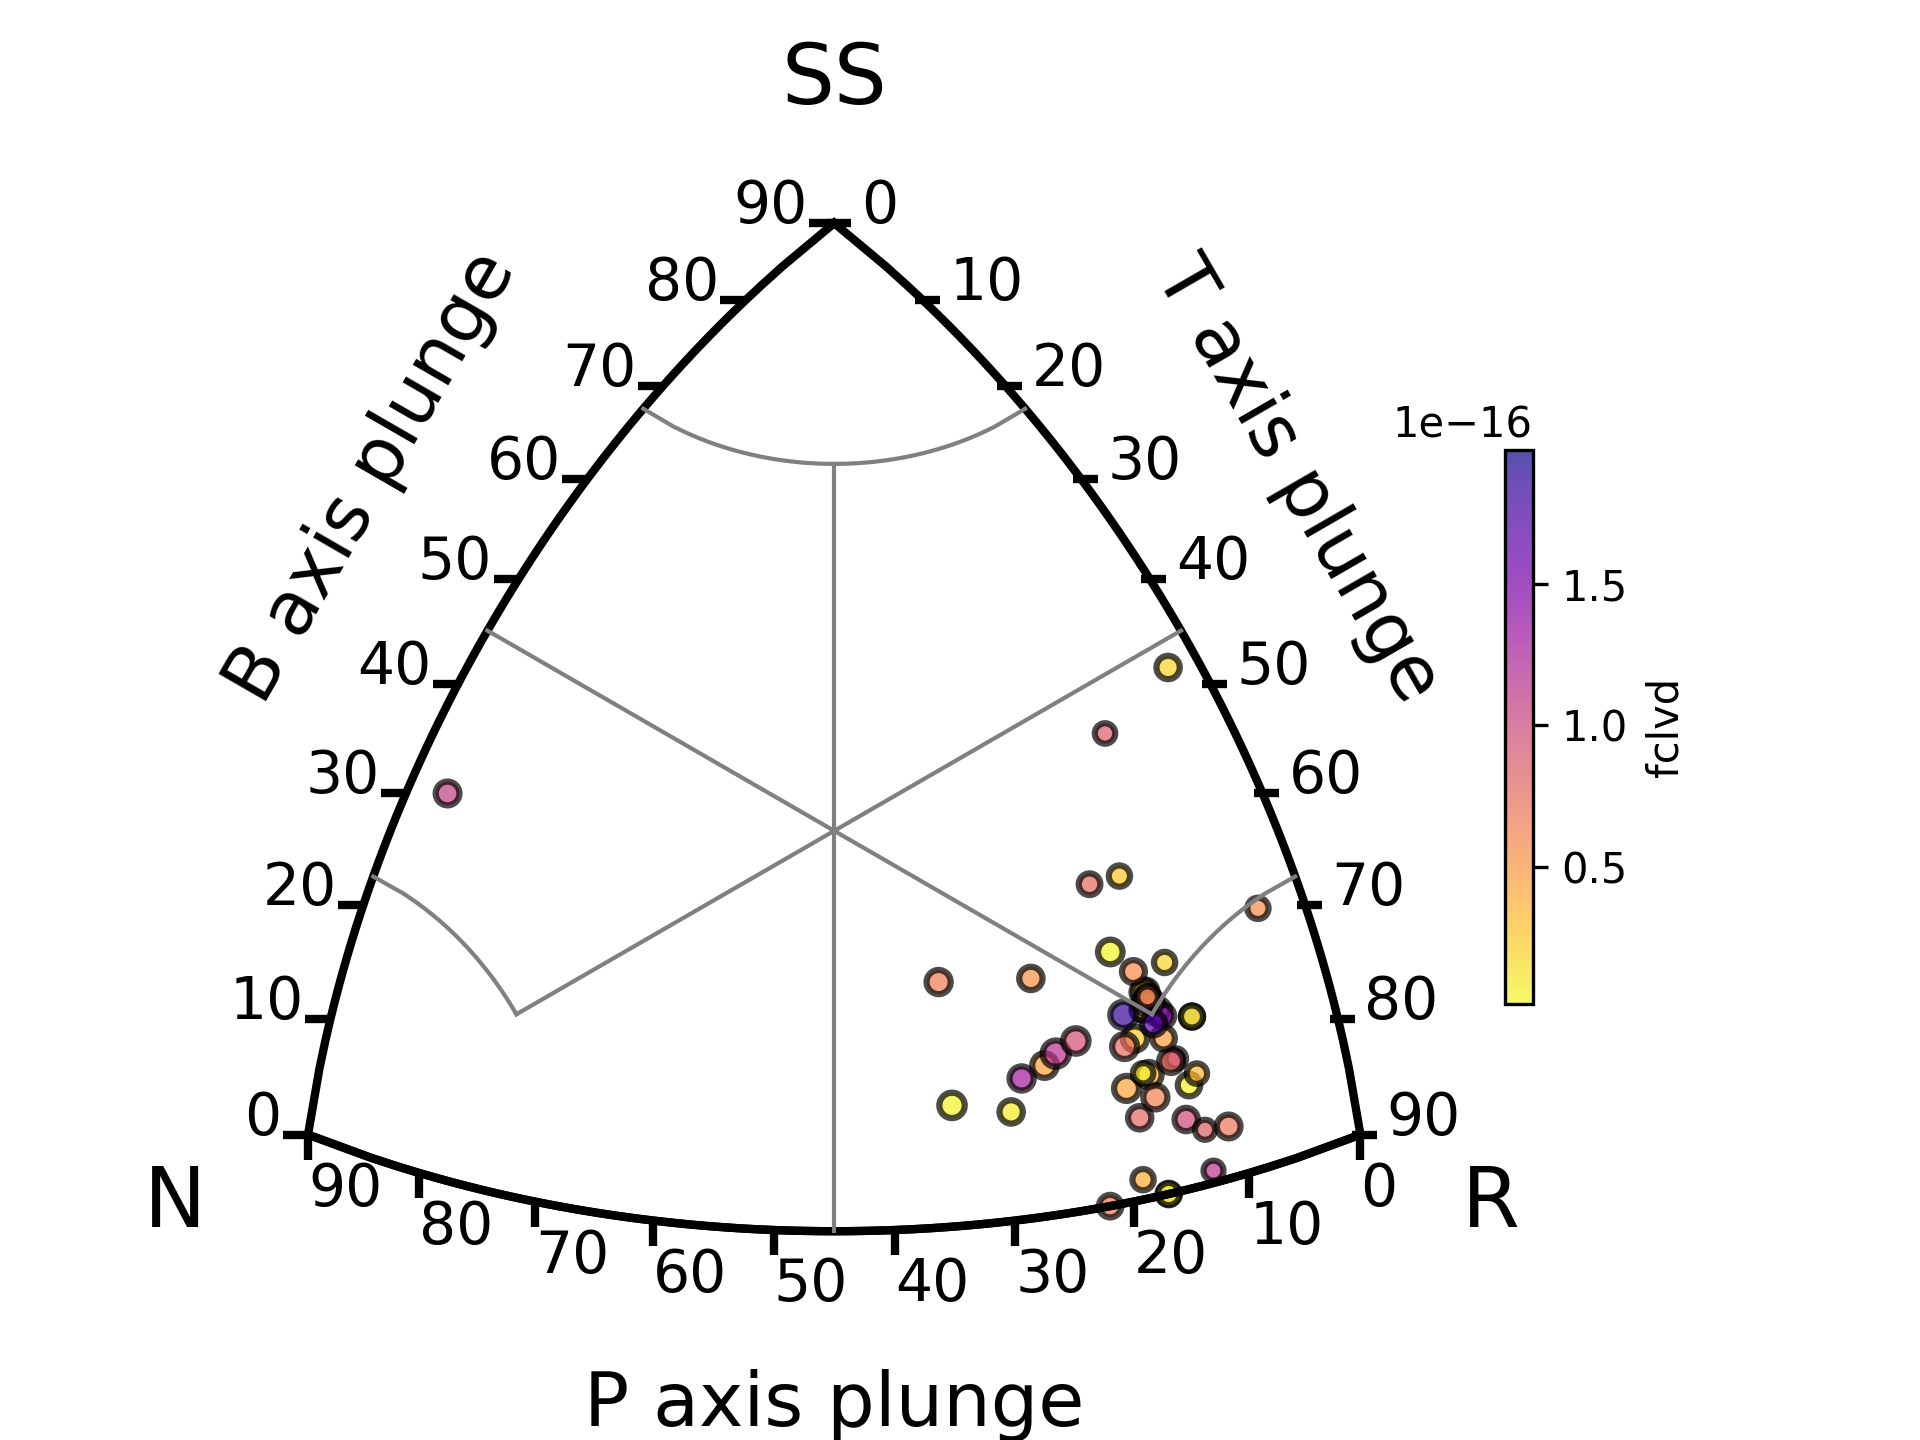 SS
90 0
80 10
70 20
60 30
50 40
40 50
30 60
20 70
10 80
0 90
B axis plunge
T axis plunge
N
R
90 80 70 60 50 40 30 20 10 0
P axis plunge
1e−16
1.5
1.0
0.5
fclvd